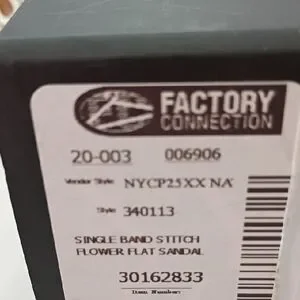 FACTORY
CONNECTION
20-003 006906
Vendor Style: NYCP25XX NA
Style: 340113
SINGLE BAND STITCH
FLOWER FLAT SANDAL
30162833
Item Number: